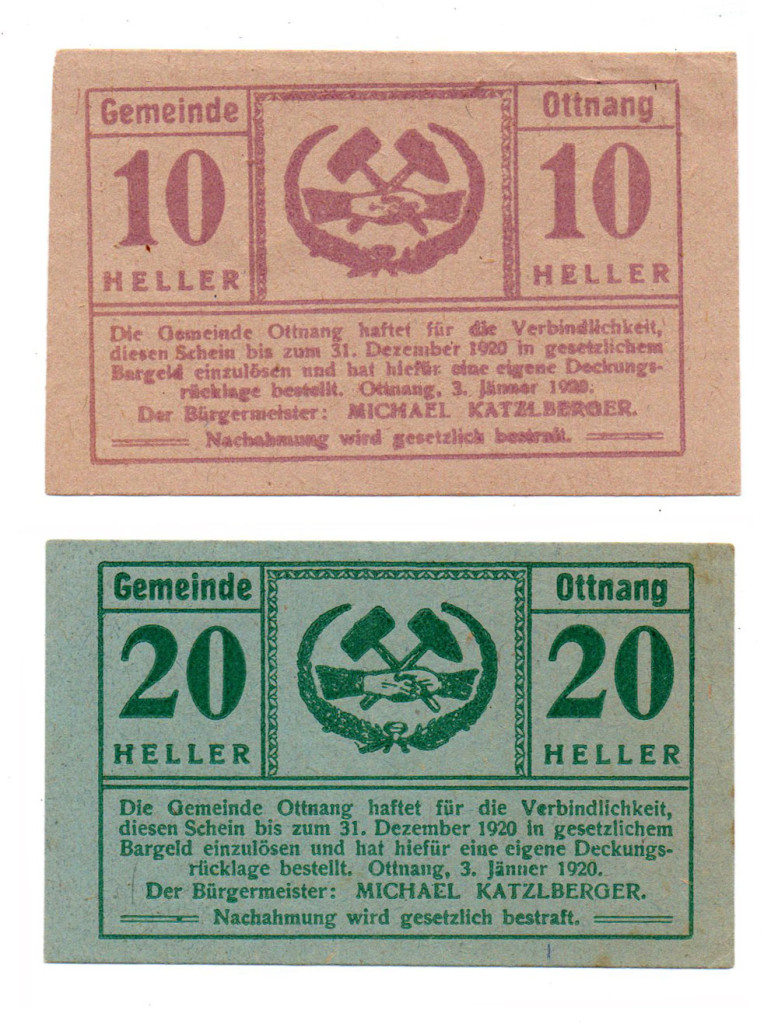 Gemeinde
Ottnang
10
10
HELLER
HELLER
Die Gemeinde Ottnang haftet für die Verbindlichkeit,
diesen Schein bis zum 31. Dezember 1920 in gesetzlichem
Bargeld einzulösen und hat hiefür eine eigene Deckungs-
rücklage bestellt. Ottnang, 3. Jänner 1920.
Der Bürgermeister: MICHAEL KATZLBERGER.
Nachahmung wird gesetzlich bestraft.
Gemeinde
Ottnang
20
20
HELLER
HELLER
Die Gemeinde Ottnang haftet für die Verbindlichkeit,
diesen Schein bis zum 31. Dezember 1920 in gesetzlichem
Bargeld einzulösen und hat hiefür eine eigene Deckungs-
rücklage bestellt. Ottnang, 3. Jänner 1920.
Der Bürgermeister: MICHAEL KATZLBERGER.
Nachahmung wird gesetzlich bestraft.